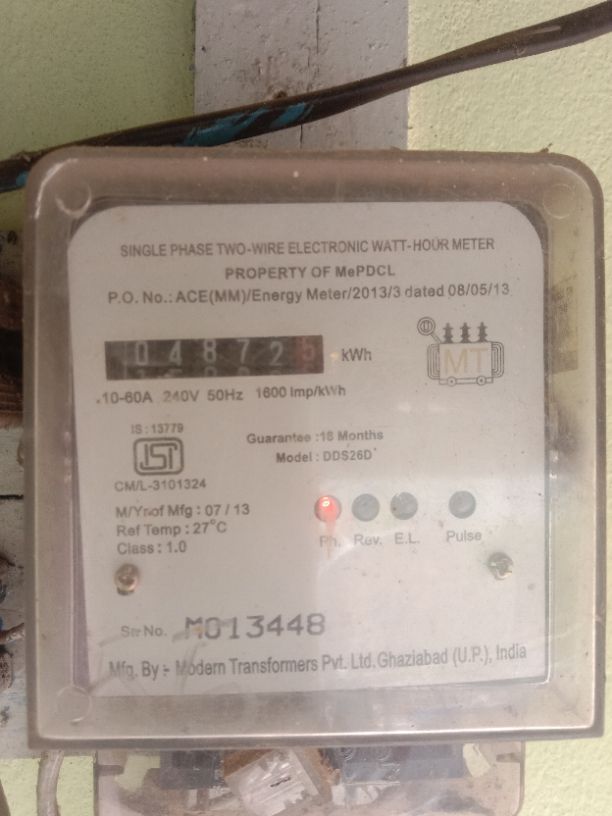 SINGLE PHASE TWO-WIRE ELECTRONIC WATT-HOUR METER
PROPERTY OF MePDCL
P.O. No.: ACE(MM)/Energy Meter/2013/3 dated 08/05/13
048725 kWh
MT
10-60A 240V 50Hz 1600 Imp/kWh
IS : 13779
ISI
CM/L-3101324
Guarantee :18 Months
Model : DDS26D
M/Yr of Mfg : 07 / 13
Ref Temp : 27°C
Class : 1.0
Ph. Rev. E.L. Pulse
Sr No. M013448
Mfg. By :- Modern Transformers Pvt. Ltd. Ghaziabad (U.P.), India